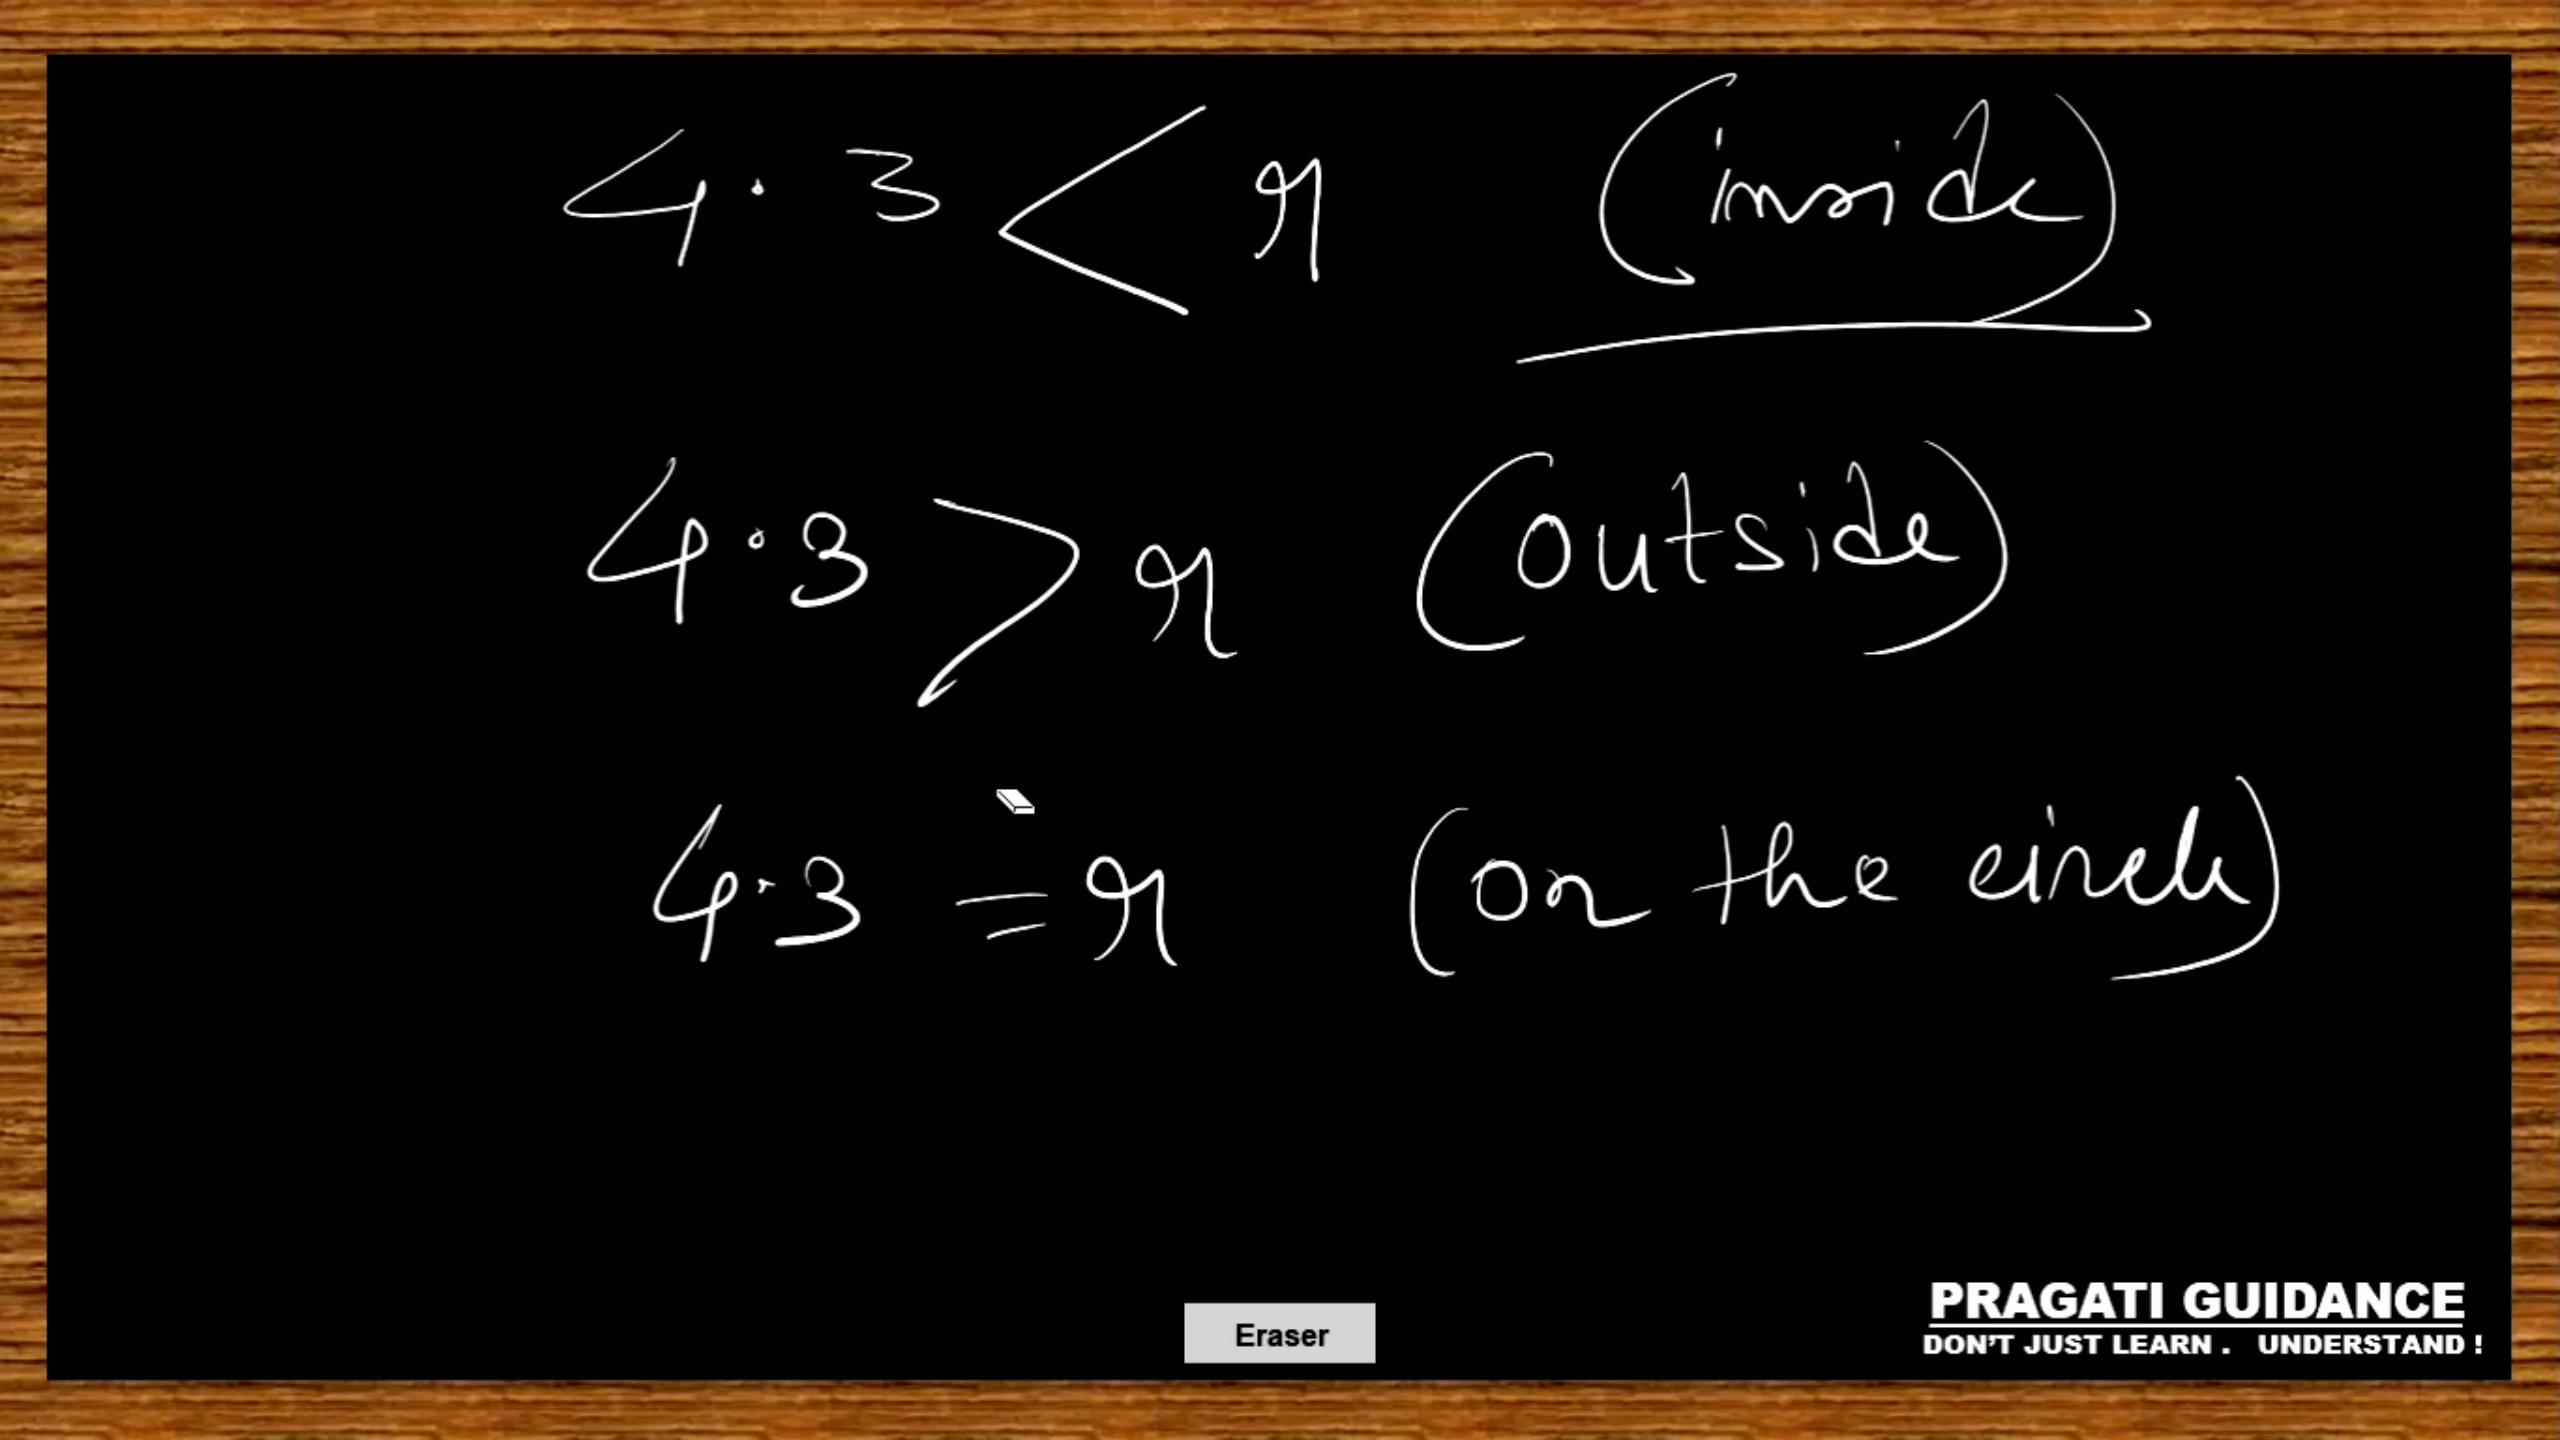 4.3 < r (inside)
4.3 > r (outside)
4.3 = r (on the circle)
Eraser
PRAGATI GUIDANCE
DON'T JUST LEARN . UNDERSTAND !